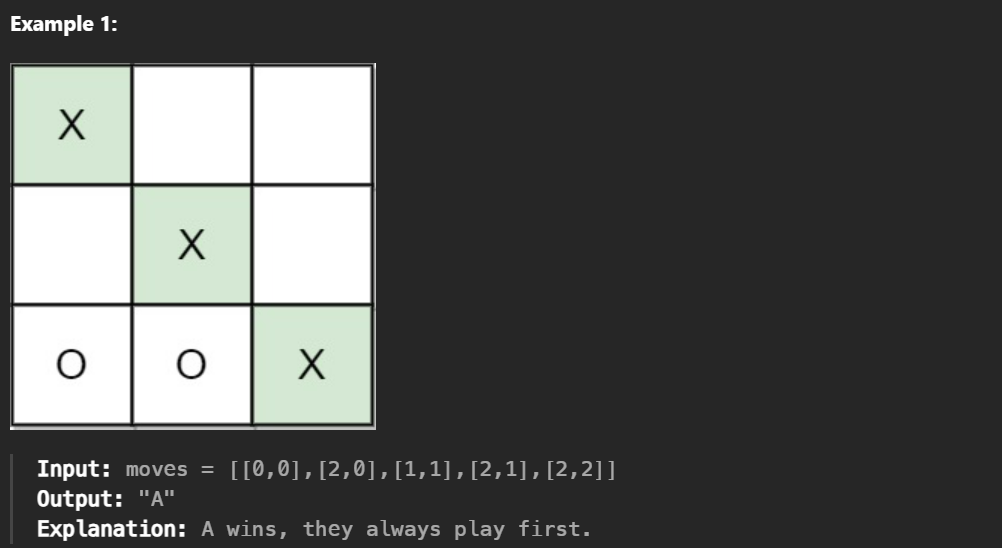 Example 1:
X
X
O O X
Input: moves = [[0,0],[2,0],[1,1],[2,1],[2,2]]
Output: "A"
Explanation: A wins, they always play first.